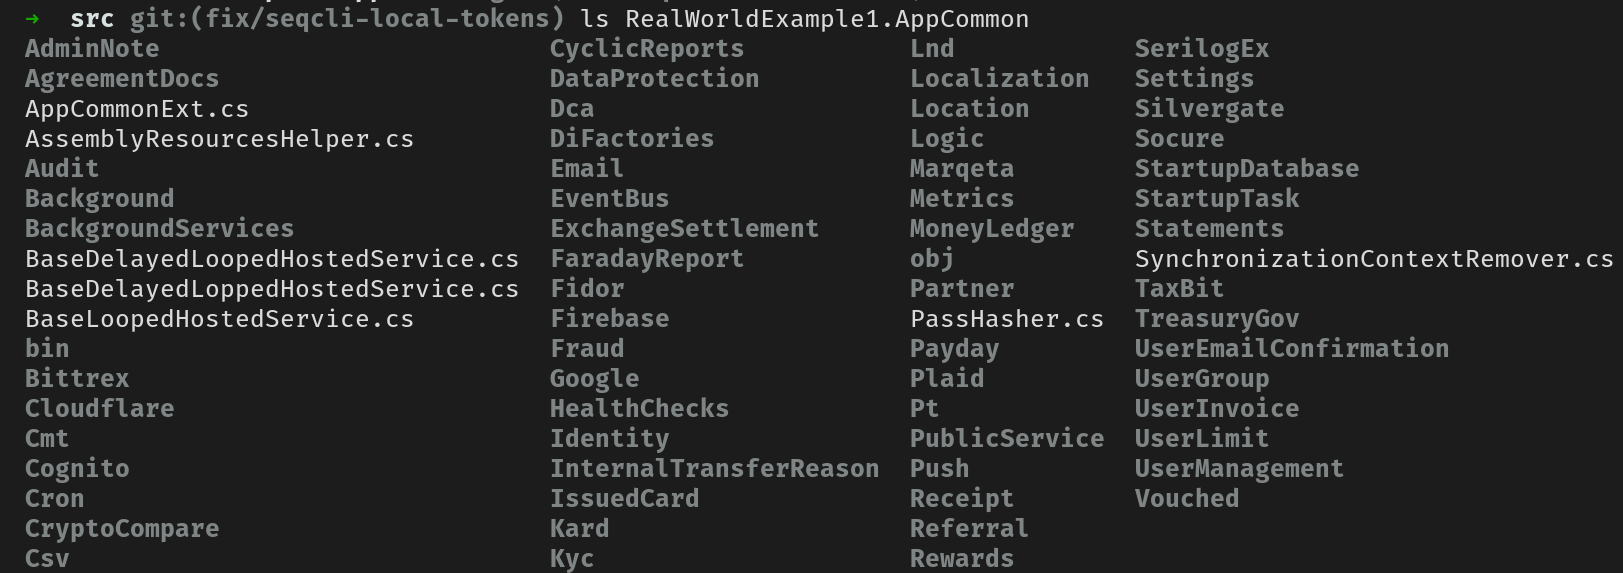 ➜  src git:(fix/seqcli-local-tokens) ls RealWorldExample1.AppCommon
AdminNote CyclicReports Lnd SerilogEx
AgreementDocs DataProtection Localization Settings
AppCommonExt.cs Dca Location Silvergate
AssemblyResourcesHelper.cs DiFactories Logic Socure
Audit Email Marqeta StartupDatabase
Background EventBus Metrics StartupTask
BackgroundServices ExchangeSettlement MoneyLedger Statements
BaseDelayedLoopedHostedService.cs FaradayReport obj SynchronizationContextRemover.cs
BaseDelayedLoppedHostedService.cs Fidor Partner TaxBit
BaseLoopedHostedService.cs Firebase PassHasher.cs TreasuryGov
bin Fraud Payday UserEmailConfirmation
Bittrex Google Plaid UserGroup
Cloudflare HealthChecks Pt UserInvoice
Cmt Identity PublicService UserLimit
Cognito InternalTransferReason Push UserManagement
Cron IssuedCard Receipt Vouched
CryptoCompare Kard Referral
Csv Kyc Rewards